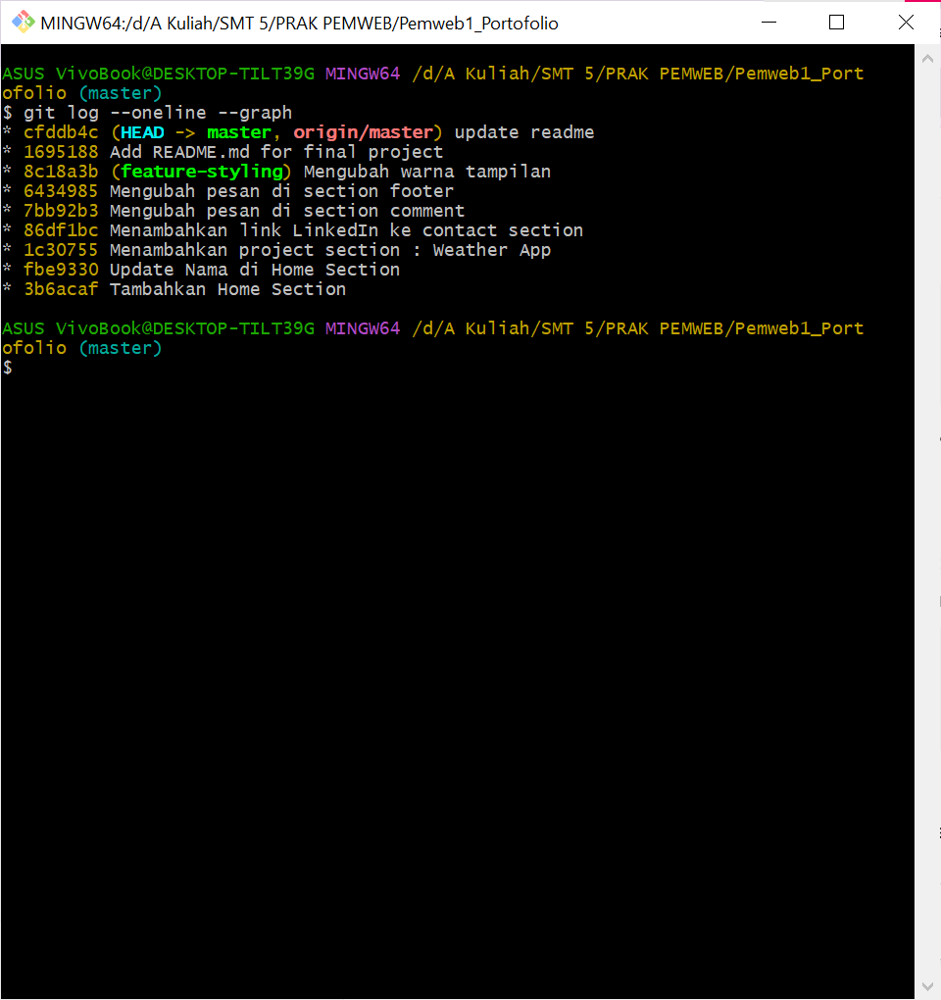 MINGW64:/d/A Kuliah/SMT 5/PRAK PEMWEB/Pemweb1_Portofolio
ASUS VivoBook@DESKTOP-TILT39G MINGW64 /d/A Kuliah/SMT 5/PRAK PEMWEB/Pemweb1_Port
ofolio (master)
$ git log --oneline --graph
* cfddb4c (HEAD -> master, origin/master) update readme
* 1695188 Add README.md for final project
* 8c18a3b (feature-styling) Mengubah warna tampilan
* 6434985 Mengubah pesan di section footer
* 7bb92b3 Mengubah pesan di section comment
* 86df1bc Menambahkan link LinkedIn ke contact section
* 1c30755 Menambahkan project section : Weather App
* fbe9330 Update Nama di Home Section
* 3b6acaf Tambahkan Home Section
ASUS VivoBook@DESKTOP-TILT39G MINGW64 /d/A Kuliah/SMT 5/PRAK PEMWEB/Pemweb1_Port
ofolio (master)
$